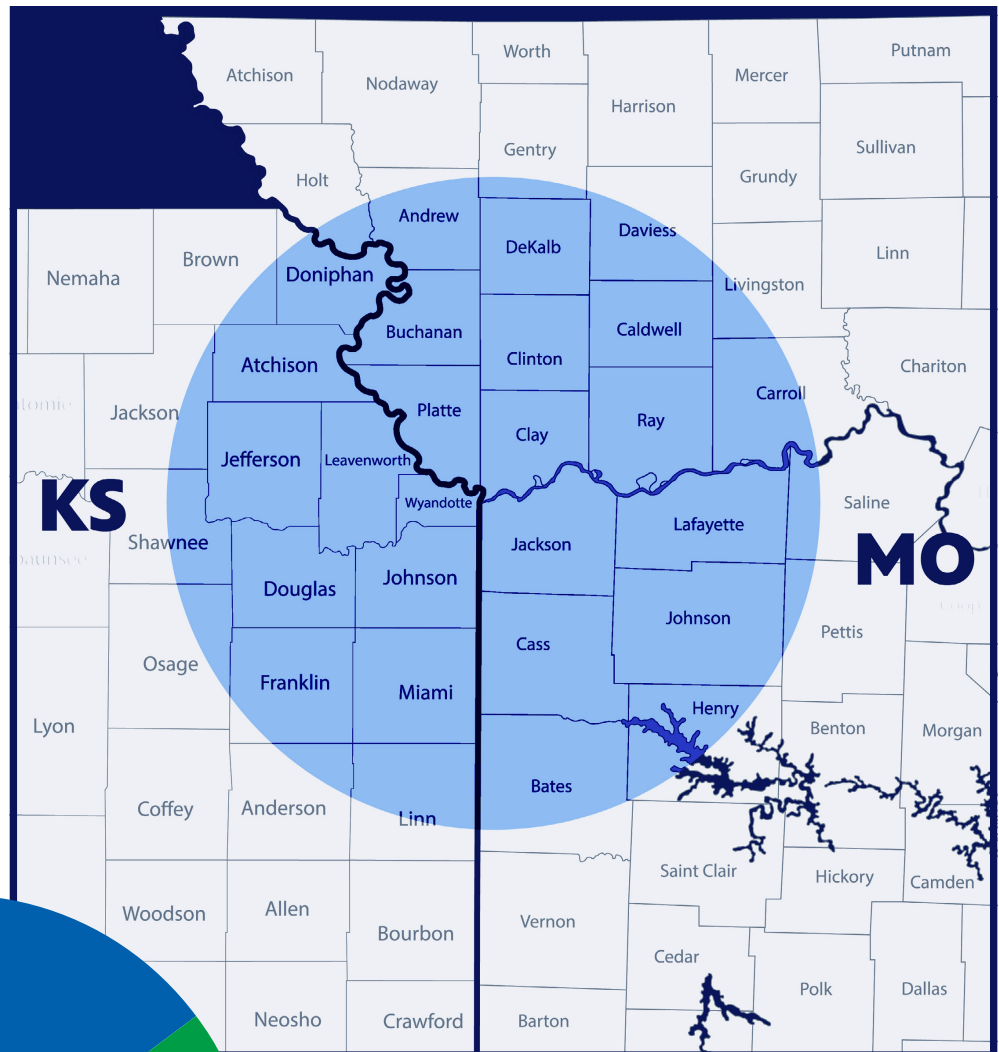 Worth
Putnam
Atchison
Nodaway
Mercer
Harrison
Gentry
Sullivan
Holt
Grundy
Andrew
DeKalb
Daviess
Linn
Brown
Nemaha
Doniphan
Livingston
Buchanan
Caldwell
Clinton
Atchison
Chariton
Carroll
Jackson
Platte
Ray
Clay
Jefferson
Leavenworth
KS
Wyandotte
Saline
Lafayette
Shawnee
Jackson
MO
Johnson
Douglas
Johnson
Pettis
Cass
Osage
Franklin
Miami
Henry
Lyon
Benton
Morgan
Bates
Coffey
Anderson
Linn
Saint Clair
Hickory
Camden
Woodson
Allen
Vernon
Bourbon
Cedar
Polk
Dallas
Neosho
Crawford
Barton